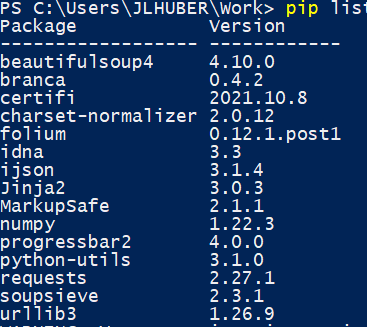 PS C:\Users\JLHUBER\Work> pip list
Package Version
------------------ ------------
beautifulsoup4 4.10.0
branca 0.4.2
certifi 2021.10.8
charset-normalizer 2.0.12
folium 0.12.1.post1
idna 3.3
ijson 3.1.4
Jinja2 3.0.3
MarkupSafe 2.1.1
numpy 1.22.3
progressbar2 4.0.0
python-utils 3.1.0
requests 2.27.1
soupsieve 2.3.1
urllib3 1.26.9